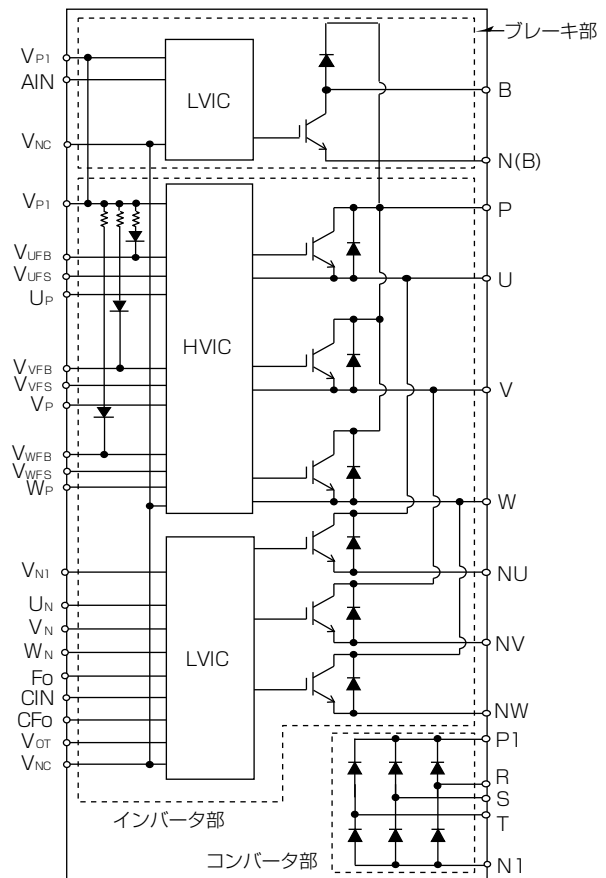 ブレーキ部
VP1
AIN
LVIC
B
VNC
N(B)
VP1
P
VUFB
VUFS
UP
U
HVIC
VVFB
VVFS
VP
V
VWFB
VWFS
WP
W
VN1
NU
UN
VN
WN
LVIC
NV
Fo
CIN
CFo
NW
VOT
VNC
P1
R
S
T
インバータ部
コンバータ部
N1